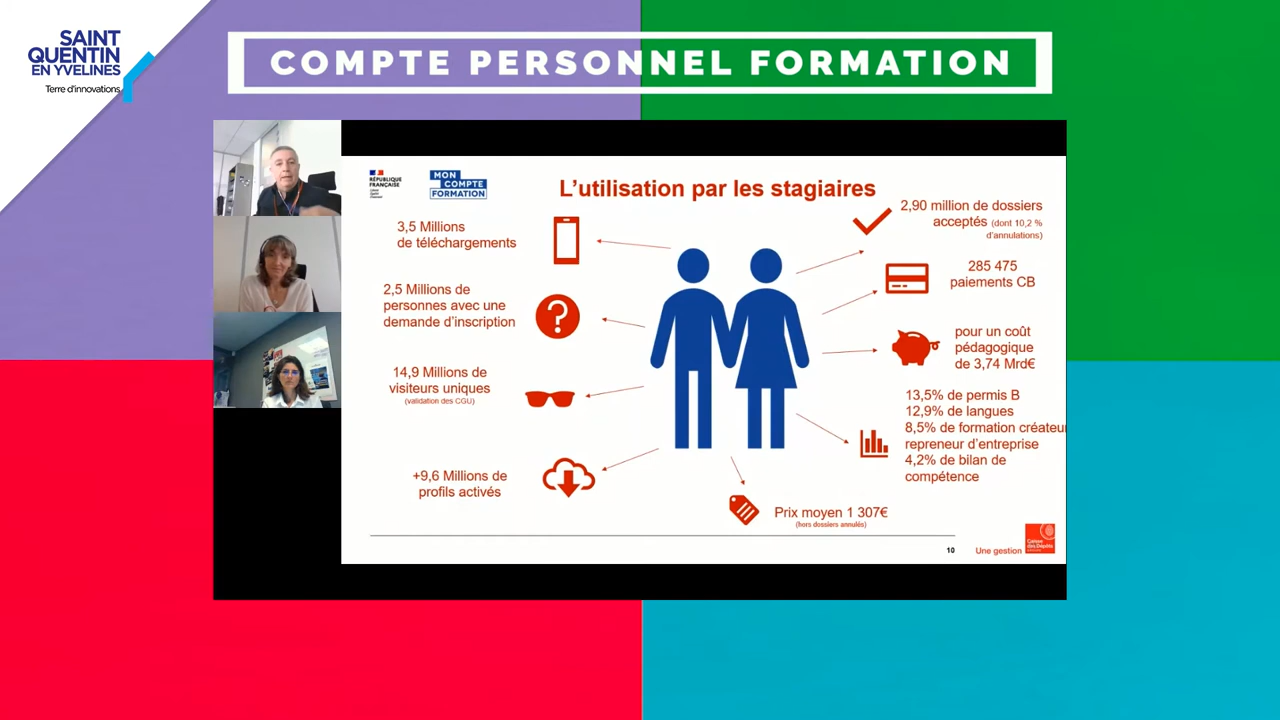 SAINT
QUENTIN
EN YVELINES
Terre d'innovations
COMPTE PERSONNEL FORMATION
RÉPUBLIQUE
FRANÇAISE
MON
COMPTE
FORMATION
L'utilisation par les stagiaires
3,5 Millions
de téléchargements
2,5 Millions de
personnes avec une
demande d'inscription
14,9 Millions de
visiteurs uniques
(validation des CGU)
+9,6 Millions de
profils activés
2,90 million de dossiers
acceptés (dont 10,2 %
d'annulations)
285 475
paiements CB
pour un coût
pédagogique
de 3,74 Mrd€
13,5% de permis B
12,9% de langues
8,5% de formation créateur
repreneur d'entreprise
4,2% de bilan de
compétence
Prix moyen 1 307€
(hors dossiers annulés)
10
Une gestion
Caisse
des Dépôts